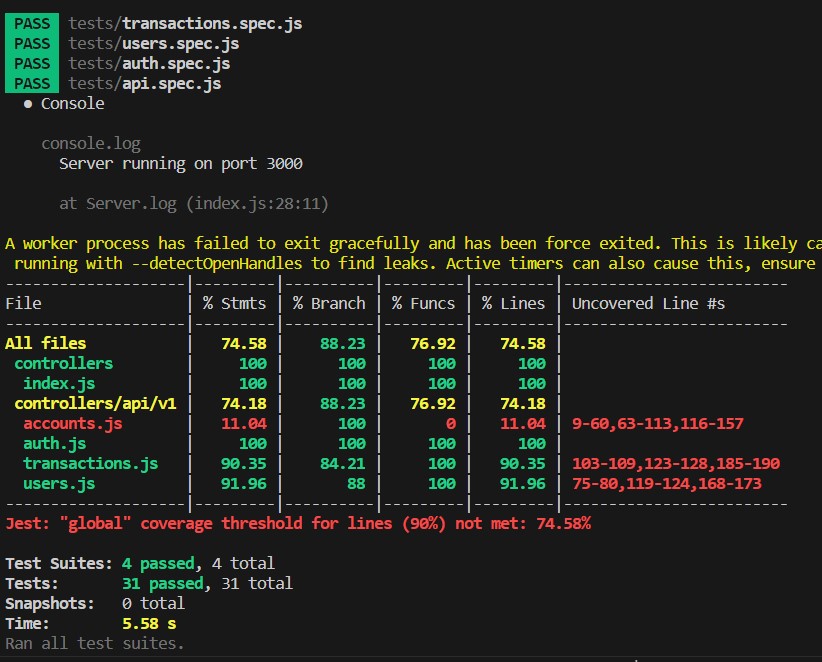 PASS tests/transactions.spec.js
PASS tests/users.spec.js
PASS tests/auth.spec.js
PASS tests/api.spec.js
● Console
console.log
Server running on port 3000
at Server.log (index.js:28:11)
A worker process has failed to exit gracefully and has been force exited. This is likely ca
running with --detectOpenHandles to find leaks. Active timers can also cause this, ensure
--------------------|---------|----------|---------|---------|-------------------------
File | % Stmts | % Branch | % Funcs | % Lines | Uncovered Line #s
--------------------|---------|----------|---------|---------|-------------------------
All files | 74.58 | 88.23 | 76.92 | 74.58 |
controllers | 100 | 100 | 100 | 100 |
index.js | 100 | 100 | 100 | 100 |
controllers/api/v1 | 74.18 | 88.23 | 76.92 | 74.18 |
accounts.js | 11.04 | 100 | 0 | 11.04 | 9-60,63-113,116-157
auth.js | 100 | 100 | 100 | 100 |
transactions.js | 90.35 | 84.21 | 100 | 90.35 | 103-109,123-128,185-190
users.js | 91.96 | 88 | 100 | 91.96 | 75-80,119-124,168-173
--------------------|---------|----------|---------|---------|-------------------------
Jest: "global" coverage threshold for lines (90%) not met: 74.58%
Test Suites: 4 passed, 4 total
Tests: 31 passed, 31 total
Snapshots: 0 total
Time: 5.58 s
Ran all test suites.